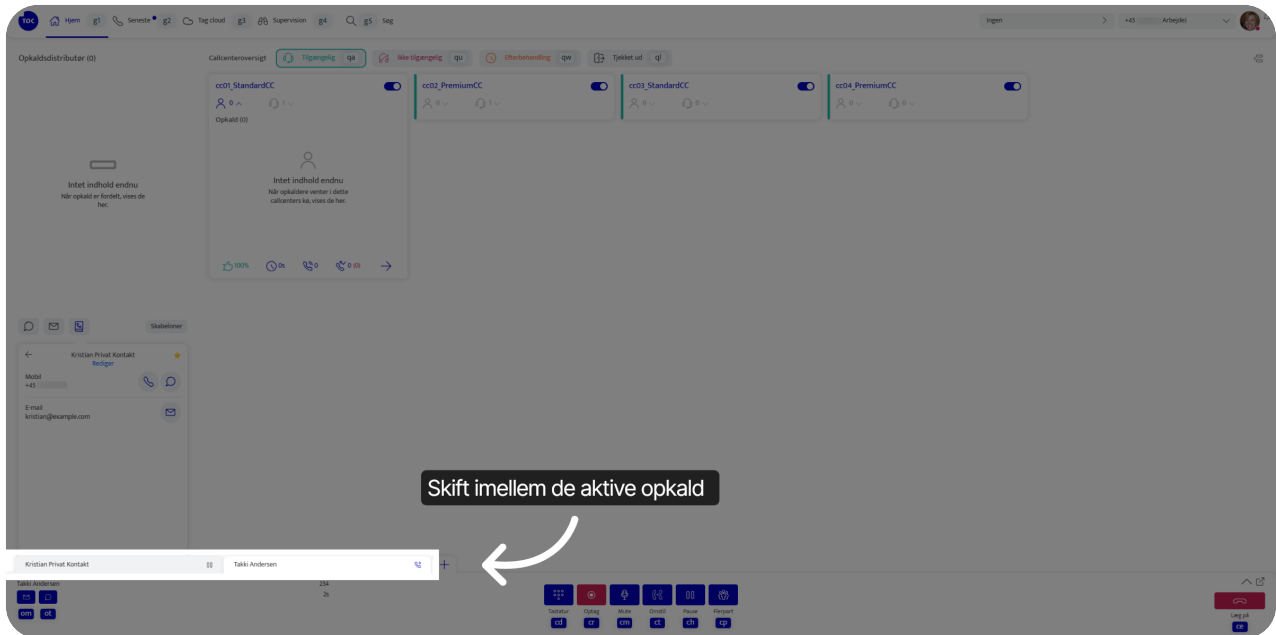 TOC Hjem g1 Seneste g2 Tag cloud g3 Supervision g4 g5 Søg Ingen +45 Arbejde)
Opkaldsdistributør (0)
Callcenteroversigt Tilgængelig qa Ikke tilgængelig qu Efterbehandling qw Tjekket ud ql
cc01_StandardCC
0 1
Opkald (0)
Intet indhold endnu
Når opkaldere venter i dette
callcenters kø, vises de her.
100% 0s 0 0 (0)
cc02_PremiumCC
0 1
cc03_StandardCC
0 0
cc04_PremiumCC
0 0
Intet indhold endnu
Når opkald er fordelt, vises de
her.
Skabeloner
Kristian Privat Kontakt
Rediger
Mobil
+45
E-mail
kristian@example.com
Skift imellem de aktive opkald
Kristian Privat Kontakt Takki Andersen
Takki Andersen 234
2s
om ot
Tastatur Optag Mute Omstil Pause Flerpart
cd cr cm ct ch cp
Læg på
ce